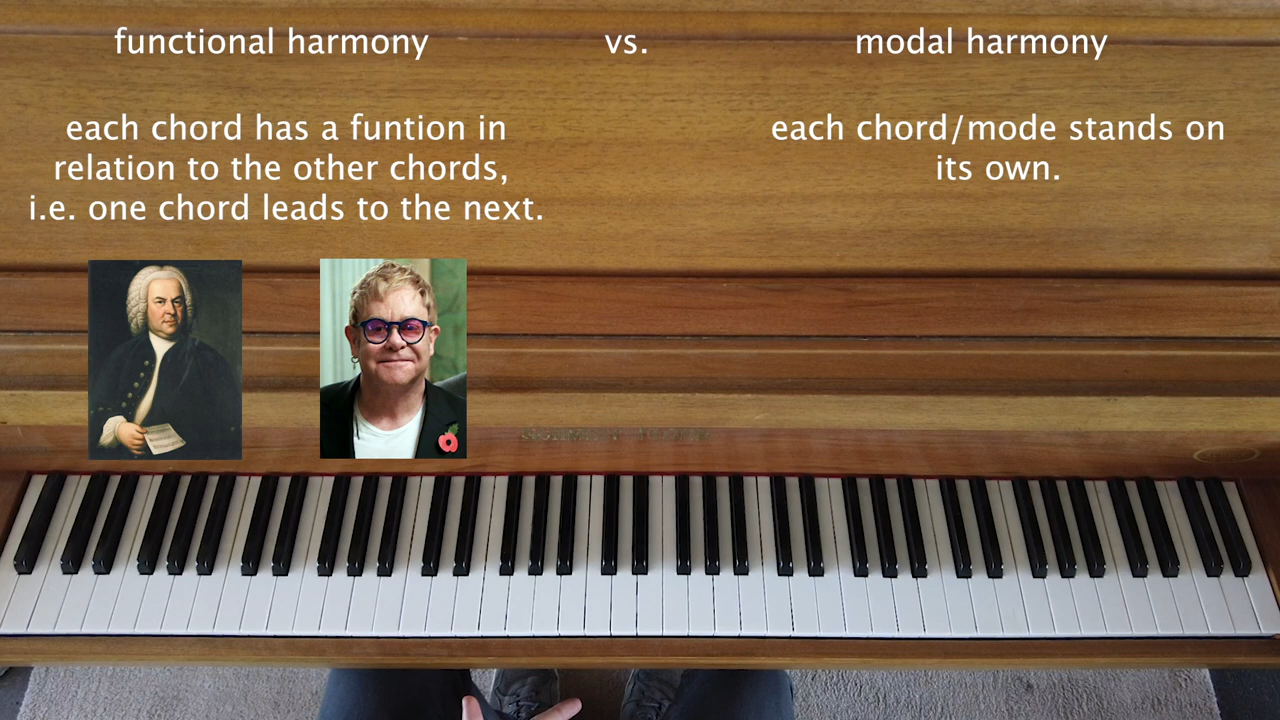 functional harmony vs. modal harmony
each chord has a funtion in
relation to the other chords,
i.e. one chord leads to the next.
each chord/mode stands on
its own.